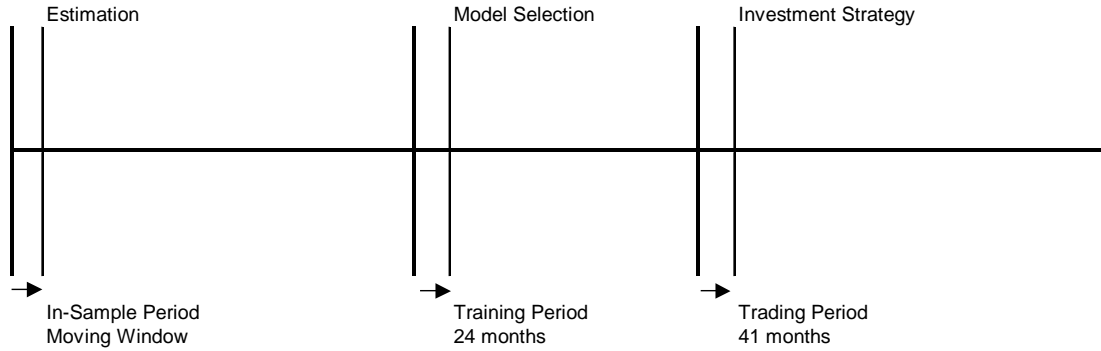 Estimation
Model Selection
Investment Strategy
In-Sample Period
Moving Window
Training Period
24 months
Trading Period
41 months